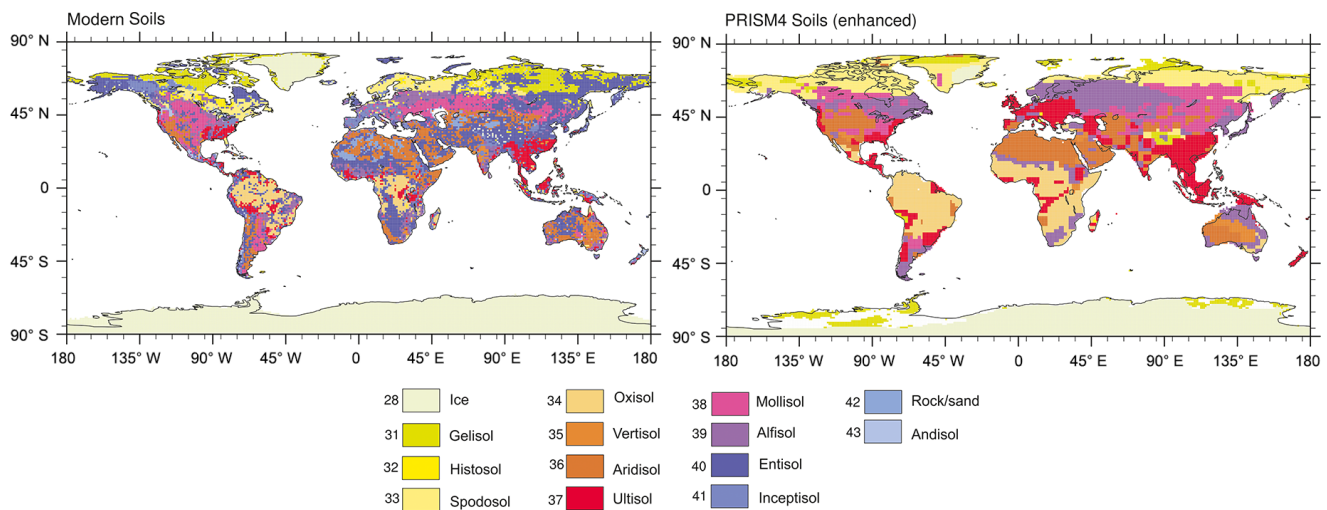 Modern Soils
PRISM4 Soils (enhanced)
90° N
45° N
0
45° S
90° S
180 135° W 90° W 45° W 0 45° E 90° E 135° E 180
90° N
45° N
0
45° S
90° S
180 135° W 90° W 45° W 0 45° E 90° E 135° E 180
28 Ice
31 Gelisol
32 Histosol
33 Spodosol
34 Oxisol
35 Vertisol
36 Aridisol
37 Ultisol
38 Mollisol
39 Alfisol
40 Entisol
41 Inceptisol
42 Rock/sand
43 Andisol